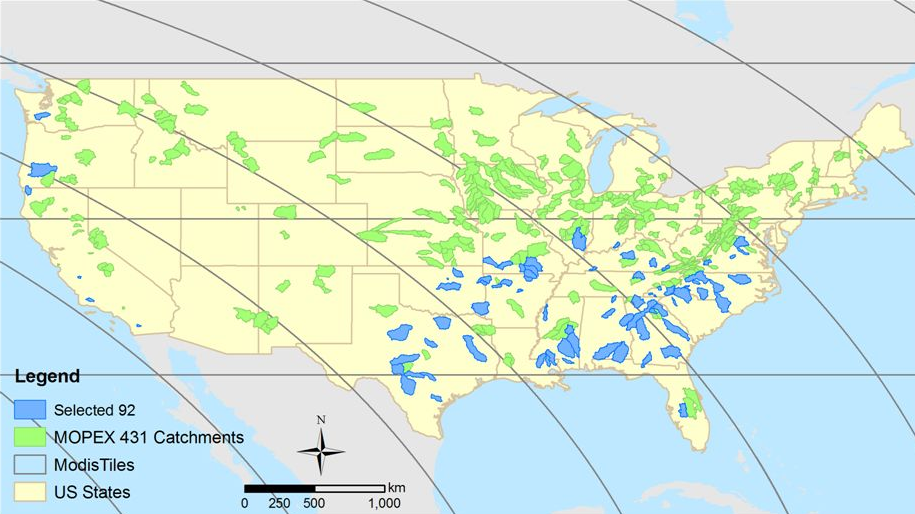 Legend
Selected 92
MOPEX 431 Catchments
ModisTiles
US States
N
km
0 250 500 1,000